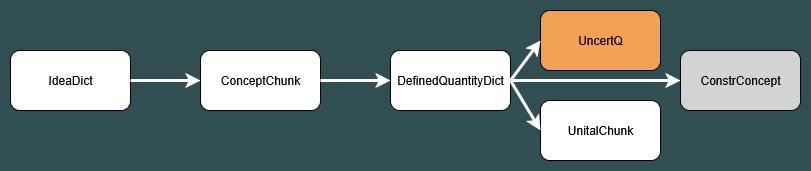 IdeaDict
ConceptChunk
DefinedQuantityDict
UncertQ
ConstrConcept
UnitalChunk